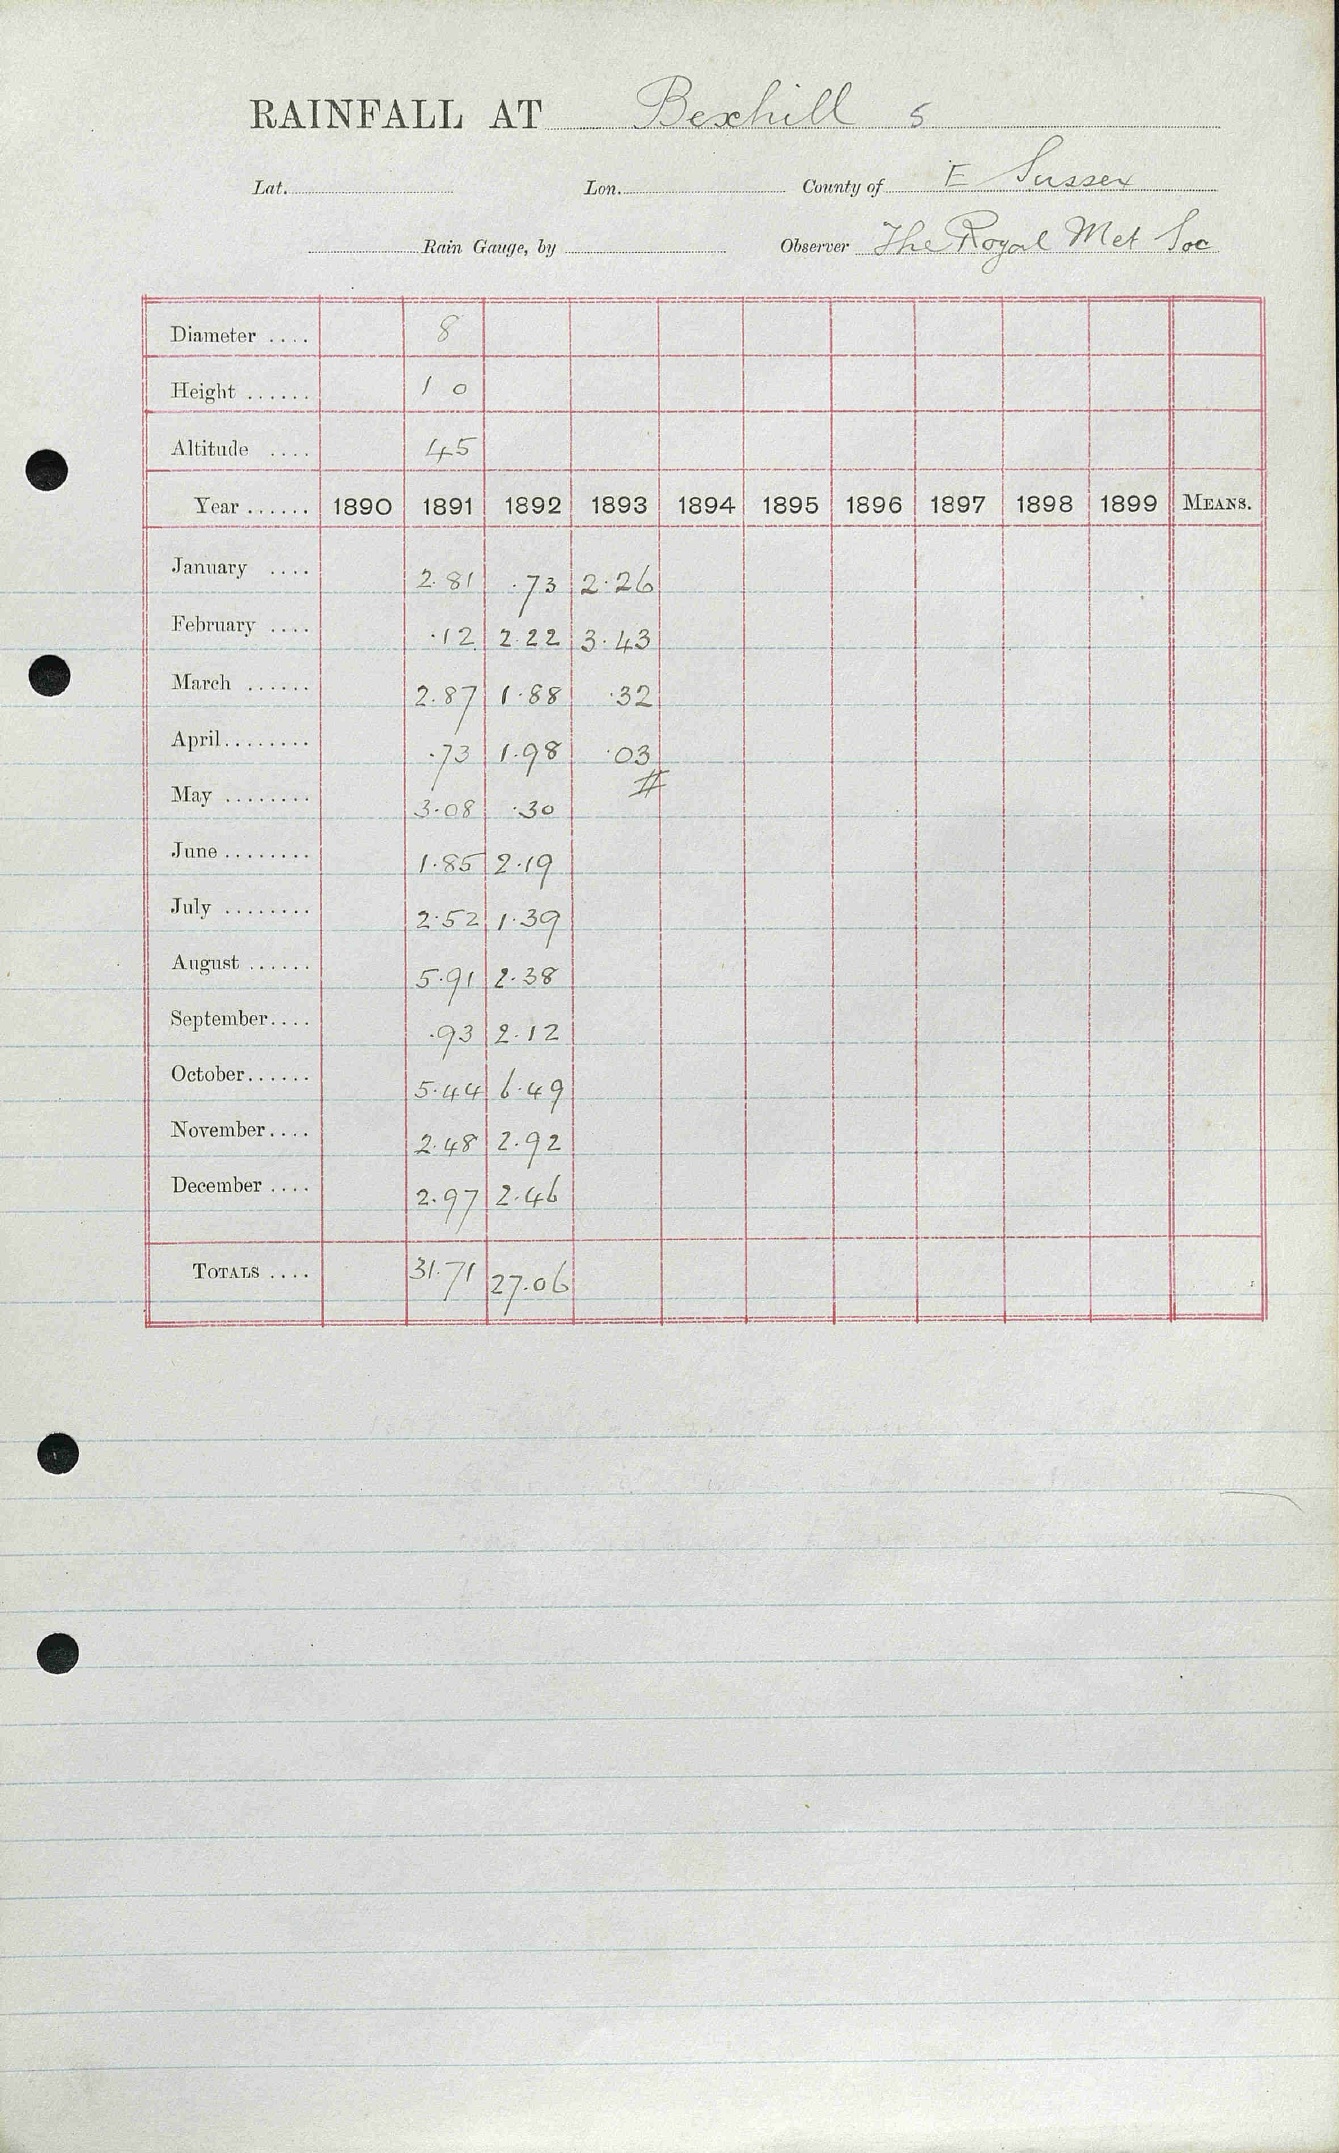 RAINFALL AT Bexhill 5
Lat. Lon. County of E Sussex
Rain Gauge, by Observer The Royal Met Soc
Diameter .... 8
Height ...... 1 0
Altitude .... 45
Year ...... 1890 1891 1892 1893 1894 1895 1896 1897 1898 1899 MEANS.
January .... 2.81 .73 2.26
February .... .12 2.22 3.43
March ...... 2.87 1.88 .32
April........ .73 1.98 .03
May ........ 3.08 .30 #
June ........ 1.85 2.19
July ........ 2.52 1.39
August ...... 5.91 2.38
September.... .93 2.12
October...... 5.44 6.49
November.... 2.48 2.92
December .... 2.97 2.46
TOTALS .... 31.71 27.06